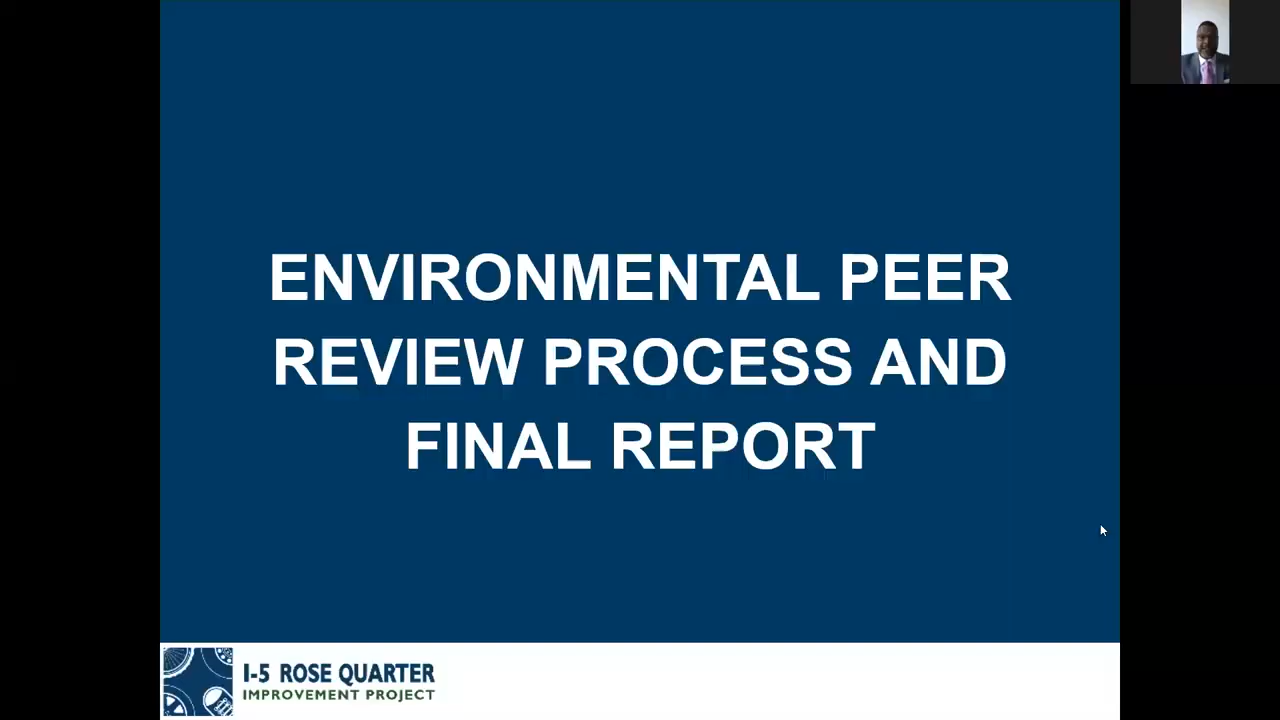 ENVIRONMENTAL PEER
REVIEW PROCESS AND
FINAL REPORT
I-5 ROSE QUARTER
IMPROVEMENT PROJECT